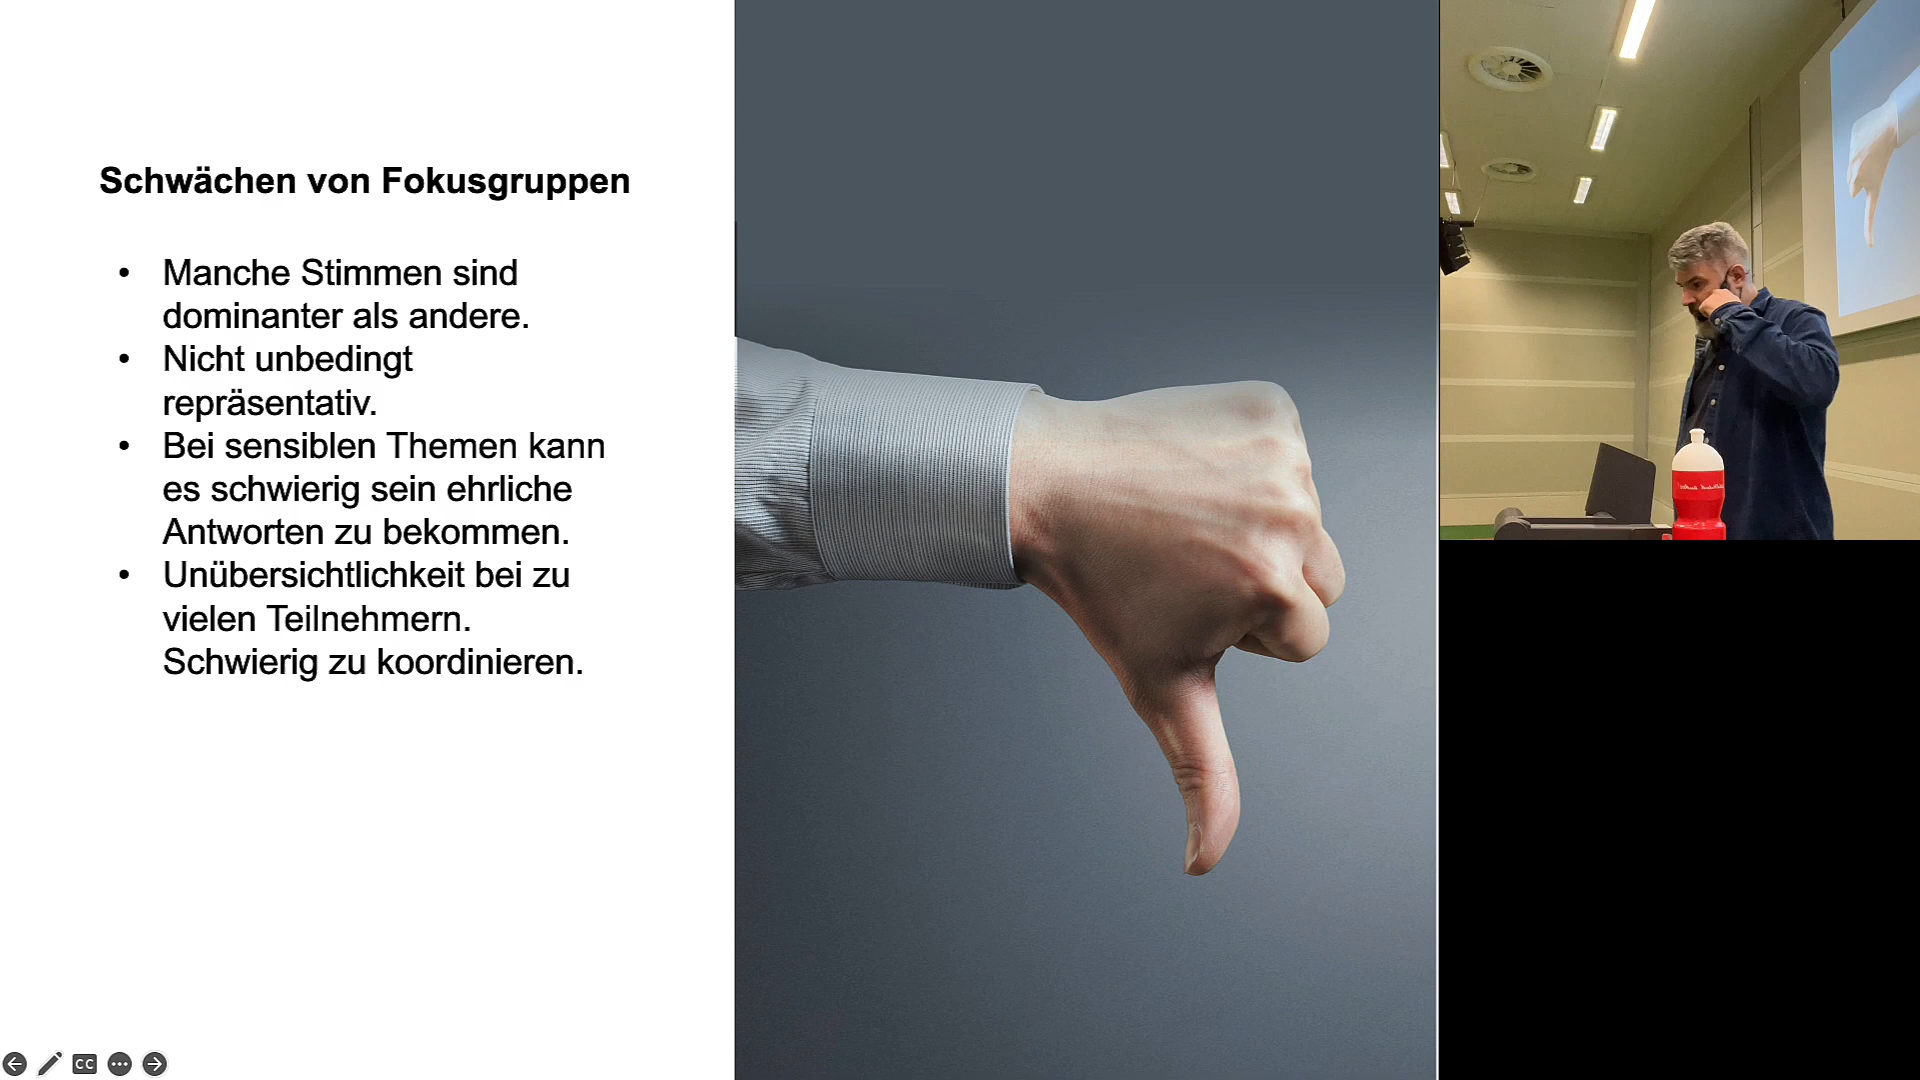 Schwächen von Fokusgruppen
• Manche Stimmen sind
dominanter als andere.
• Nicht unbedingt
repräsentativ.
• Bei sensiblen Themen kann
es schwierig sein ehrliche
Antworten zu bekommen.
• Unübersichtlichkeit bei zu
vielen Teilnehmern.
Schwierig zu koordinieren.
CC